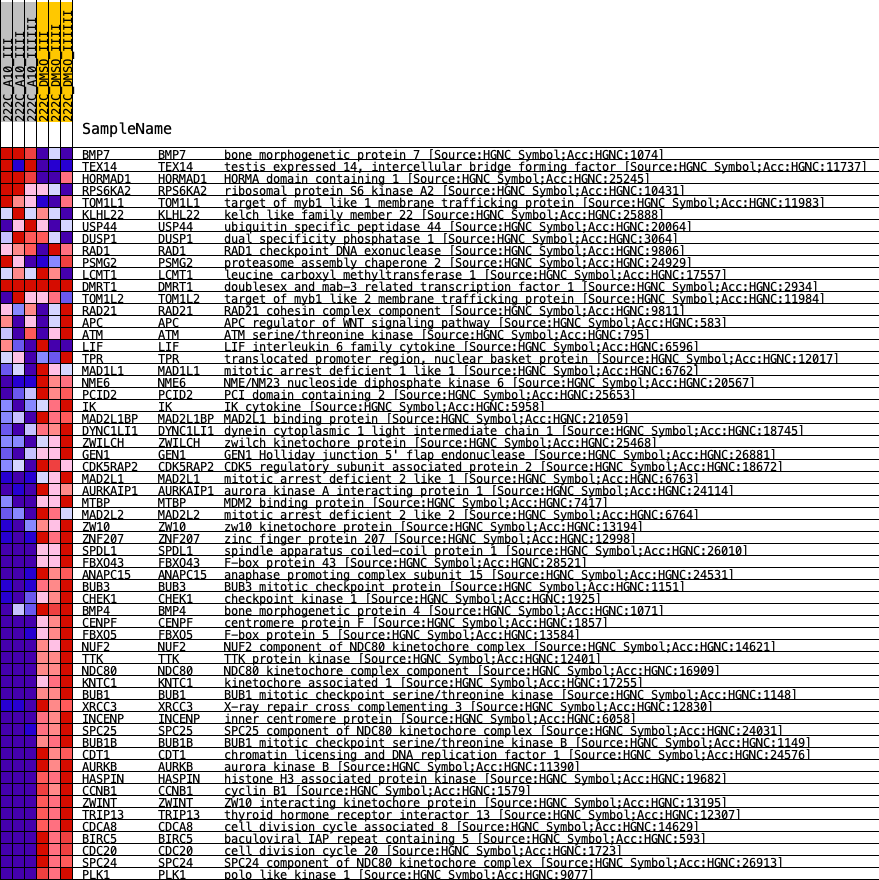 222C_A10_III
222C_A10_IIII
222C_A10_IIIIII
222C_DMSO_III
222C_DMSO_IIII
222C_DMSO_IIIIII
SampleName
BMP7 BMP7 bone morphogenetic protein 7 [Source:HGNC Symbol;Acc:HGNC:1074]
TEX14 TEX14 testis expressed 14, intercellular bridge forming factor [Source:HGNC Symbol;Acc:HGNC:11737]
HORMAD1 HORMAD1 HORMA domain containing 1 [Source:HGNC Symbol;Acc:HGNC:25245]
RPS6KA2 RPS6KA2 ribosomal protein S6 kinase A2 [Source:HGNC Symbol;Acc:HGNC:10431]
TOM1L1 TOM1L1 target of myb1 like 1 membrane trafficking protein [Source:HGNC Symbol;Acc:HGNC:11983]
KLHL22 KLHL22 kelch like family member 22 [Source:HGNC Symbol;Acc:HGNC:25888]
USP44 USP44 ubiquitin specific peptidase 44 [Source:HGNC Symbol;Acc:HGNC:20064]
DUSP1 DUSP1 dual specificity phosphatase 1 [Source:HGNC Symbol;Acc:HGNC:3064]
RAD1 RAD1 RAD1 checkpoint DNA exonuclease [Source:HGNC Symbol;Acc:HGNC:9806]
PSMG2 PSMG2 proteasome assembly chaperone 2 [Source:HGNC Symbol;Acc:HGNC:24929]
LCMT1 LCMT1 leucine carboxyl methyltransferase 1 [Source:HGNC Symbol;Acc:HGNC:17557]
DMRT1 DMRT1 doublesex and mab-3 related transcription factor 1 [Source:HGNC Symbol;Acc:HGNC:2934]
TOM1L2 TOM1L2 target of myb1 like 2 membrane trafficking protein [Source:HGNC Symbol;Acc:HGNC:11984]
RAD21 RAD21 RAD21 cohesin complex component [Source:HGNC Symbol;Acc:HGNC:9811]
APC APC APC regulator of WNT signaling pathway [Source:HGNC Symbol;Acc:HGNC:583]
ATM ATM ATM serine/threonine kinase [Source:HGNC Symbol;Acc:HGNC:795]
LIF LIF LIF interleukin 6 family cytokine [Source:HGNC Symbol;Acc:HGNC:6596]
TPR TPR translocated promoter region, nuclear basket protein [Source:HGNC Symbol;Acc:HGNC:12017]
MAD1L1 MAD1L1 mitotic arrest deficient 1 like 1 [Source:HGNC Symbol;Acc:HGNC:6762]
NME6 NME6 NME/NM23 nucleoside diphosphate kinase 6 [Source:HGNC Symbol;Acc:HGNC:20567]
PCID2 PCID2 PCI domain containing 2 [Source:HGNC Symbol;Acc:HGNC:25653]
IK IK IK cytokine [Source:HGNC Symbol;Acc:HGNC:5958]
MAD2L1BP MAD2L1BP MAD2L1 binding protein [Source:HGNC Symbol;Acc:HGNC:21059]
DYNC1LI1 DYNC1LI1 dynein cytoplasmic 1 light intermediate chain 1 [Source:HGNC Symbol;Acc:HGNC:18745]
ZWILCH ZWILCH zwilch kinetochore protein [Source:HGNC Symbol;Acc:HGNC:25468]
GEN1 GEN1 GEN1 Holliday junction 5' flap endonuclease [Source:HGNC Symbol;Acc:HGNC:26881]
CDK5RAP2 CDK5RAP2 CDK5 regulatory subunit associated protein 2 [Source:HGNC Symbol;Acc:HGNC:18672]
MAD2L1 MAD2L1 mitotic arrest deficient 2 like 1 [Source:HGNC Symbol;Acc:HGNC:6763]
AURKAIP1 AURKAIP1 aurora kinase A interacting protein 1 [Source:HGNC Symbol;Acc:HGNC:24114]
MTBP MTBP MDM2 binding protein [Source:HGNC Symbol;Acc:HGNC:7417]
MAD2L2 MAD2L2 mitotic arrest deficient 2 like 2 [Source:HGNC Symbol;Acc:HGNC:6764]
ZW10 ZW10 zw10 kinetochore protein [Source:HGNC Symbol;Acc:HGNC:13194]
ZNF207 ZNF207 zinc finger protein 207 [Source:HGNC Symbol;Acc:HGNC:12998]
SPDL1 SPDL1 spindle apparatus coiled-coil protein 1 [Source:HGNC Symbol;Acc:HGNC:26010]
FBXO43 FBXO43 F-box protein 43 [Source:HGNC Symbol;Acc:HGNC:28521]
ANAPC15 ANAPC15 anaphase promoting complex subunit 15 [Source:HGNC Symbol;Acc:HGNC:24531]
BUB3 BUB3 BUB3 mitotic checkpoint protein [Source:HGNC Symbol;Acc:HGNC:1151]
CHEK1 CHEK1 checkpoint kinase 1 [Source:HGNC Symbol;Acc:HGNC:1925]
BMP4 BMP4 bone morphogenetic protein 4 [Source:HGNC Symbol;Acc:HGNC:1071]
CENPF CENPF centromere protein F [Source:HGNC Symbol;Acc:HGNC:1857]
FBXO5 FBXO5 F-box protein 5 [Source:HGNC Symbol;Acc:HGNC:13584]
NUF2 NUF2 NUF2 component of NDC80 kinetochore complex [Source:HGNC Symbol;Acc:HGNC:14621]
TTK TTK TTK protein kinase [Source:HGNC Symbol;Acc:HGNC:12401]
NDC80 NDC80 NDC80 kinetochore complex component [Source:HGNC Symbol;Acc:HGNC:16909]
KNTC1 KNTC1 kinetochore associated 1 [Source:HGNC Symbol;Acc:HGNC:17255]
BUB1 BUB1 BUB1 mitotic checkpoint serine/threonine kinase [Source:HGNC Symbol;Acc:HGNC:1148]
XRCC3 XRCC3 X-ray repair cross complementing 3 [Source:HGNC Symbol;Acc:HGNC:12830]
INCENP INCENP inner centromere protein [Source:HGNC Symbol;Acc:HGNC:6058]
SPC25 SPC25 SPC25 component of NDC80 kinetochore complex [Source:HGNC Symbol;Acc:HGNC:24031]
BUB1B BUB1B BUB1 mitotic checkpoint serine/threonine kinase B [Source:HGNC Symbol;Acc:HGNC:1149]
CDT1 CDT1 chromatin licensing and DNA replication factor 1 [Source:HGNC Symbol;Acc:HGNC:24576]
AURKB AURKB aurora kinase B [Source:HGNC Symbol;Acc:HGNC:11390]
HASPIN HASPIN histone H3 associated protein kinase [Source:HGNC Symbol;Acc:HGNC:19682]
CCNB1 CCNB1 cyclin B1 [Source:HGNC Symbol;Acc:HGNC:1579]
ZWINT ZWINT ZW10 interacting kinetochore protein [Source:HGNC Symbol;Acc:HGNC:13195]
TRIP13 TRIP13 thyroid hormone receptor interactor 13 [Source:HGNC Symbol;Acc:HGNC:12307]
CDCA8 CDCA8 cell division cycle associated 8 [Source:HGNC Symbol;Acc:HGNC:14629]
BIRC5 BIRC5 baculoviral IAP repeat containing 5 [Source:HGNC Symbol;Acc:HGNC:593]
CDC20 CDC20 cell division cycle 20 [Source:HGNC Symbol;Acc:HGNC:1723]
SPC24 SPC24 SPC24 component of NDC80 kinetochore complex [Source:HGNC Symbol;Acc:HGNC:26913]
PLK1 PLK1 polo like kinase 1 [Source:HGNC Symbol;Acc:HGNC:9077]